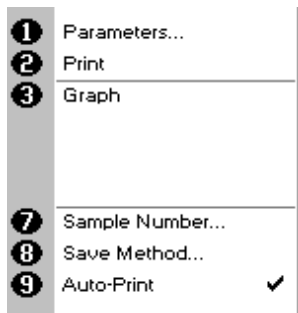 1 Parameters...
2 Print
3 Graph
7 Sample Number...
8 Save Method...
9 Auto-Print ✔